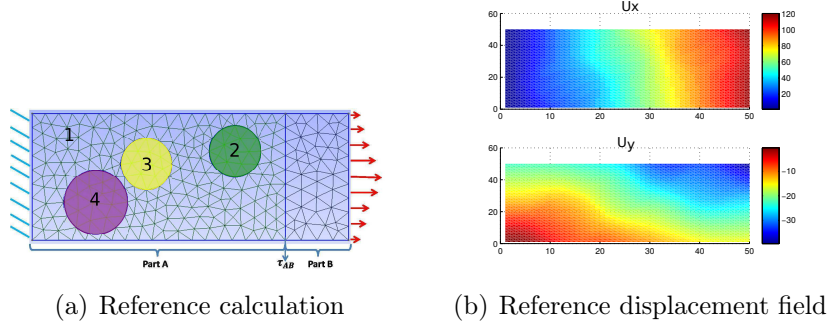 1
2
3
4
Part A
τ_AB
Part B
(a) Reference calculation
Ux
60
40
20
0
0 10 20 30 40 50
120
100
80
60
40
20
Uy
60
40
20
0
0 10 20 30 40 50
-10
-20
-30
(b) Reference displacement field